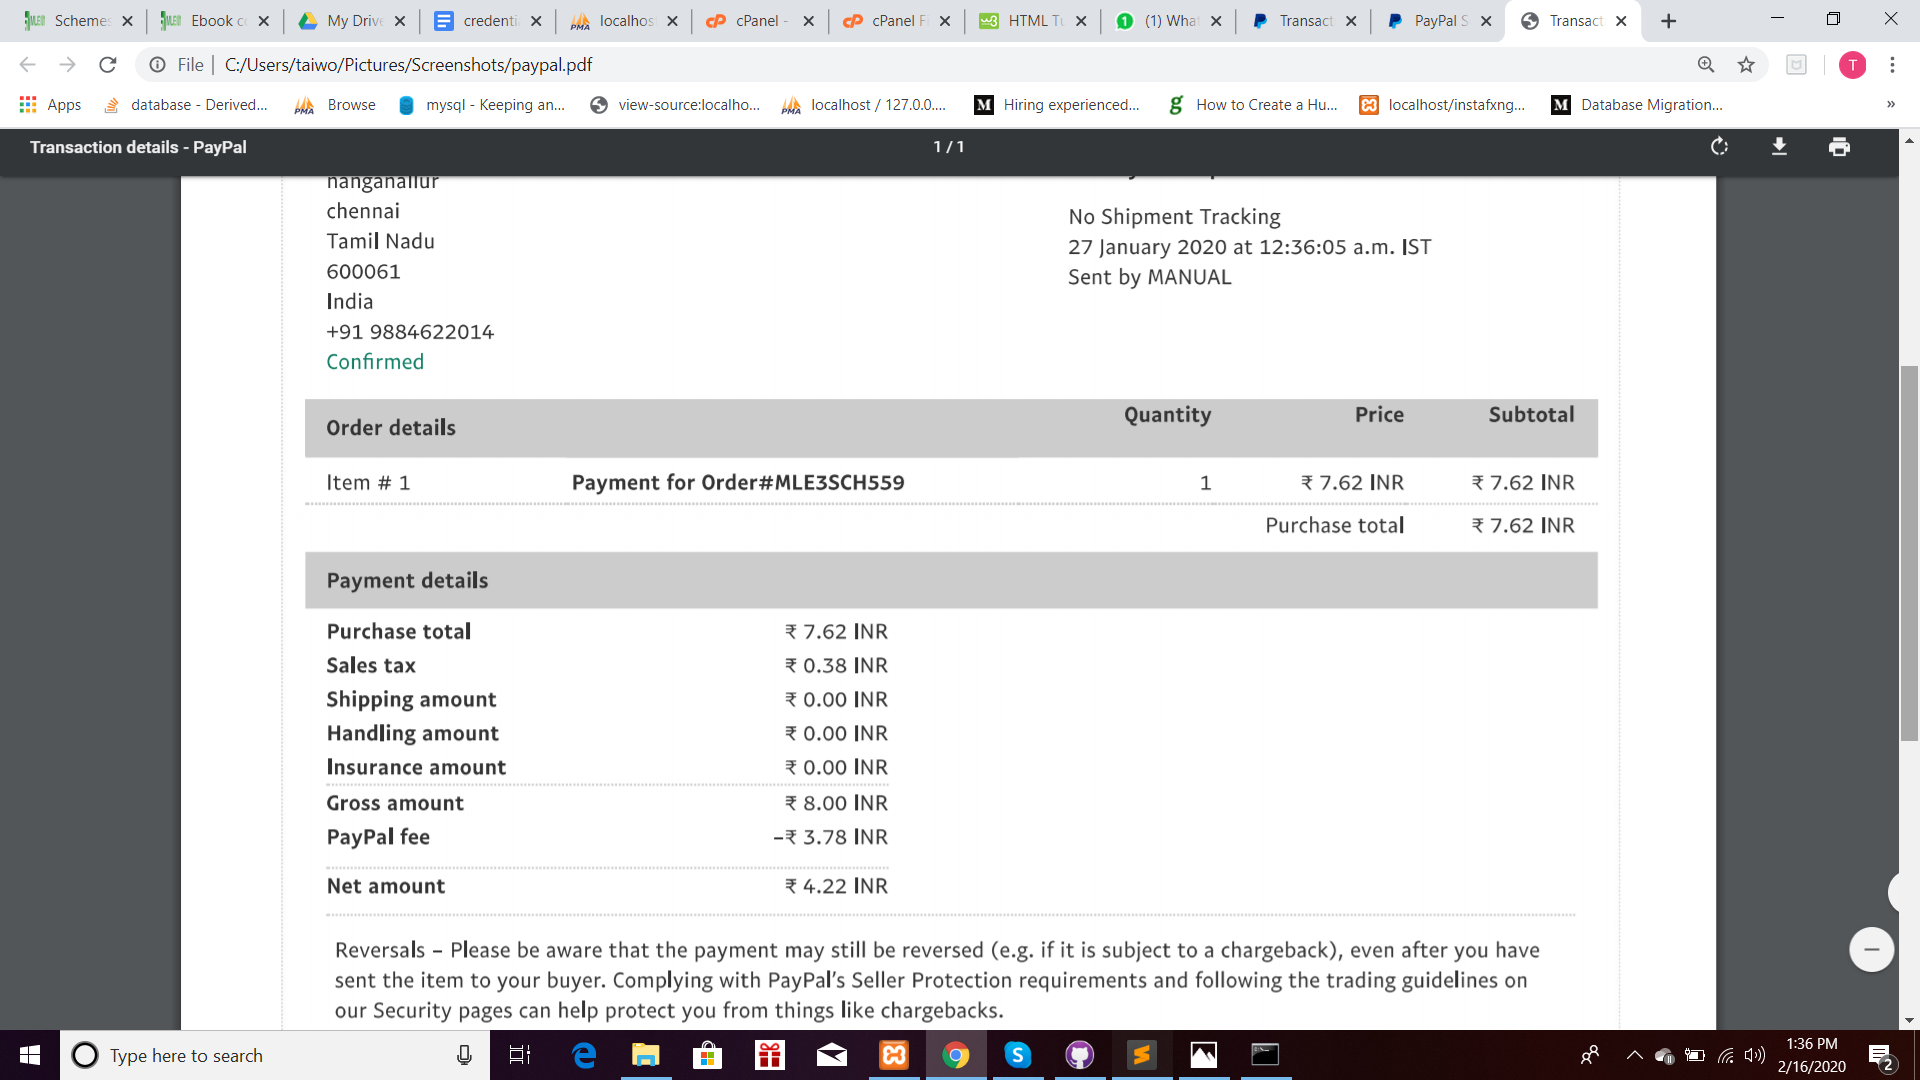 Schemes
Ebook c
My Drive
credenti
localhos
cPanel -
cPanel F
HTML Tu
(1) What
Transact
PayPal S
Transact
File | C:/Users/taiwo/Pictures/Screenshots/paypal.pdf
T
Apps
database - Derived...
Browse
mysql - Keeping an...
view-source:localho...
localhost / 127.0.0....
Hiring experienced...
How to Create a Hu...
localhost/instafxng...
Database Migration...
»
Transaction details - PayPal
1 / 1
nanganallur
chennai
Tamil Nadu
600061
India
+91 9884622014
Confirmed
No Shipment Tracking
27 January 2020 at 12:36:05 a.m. IST
Sent by MANUAL
Order details Quantity Price Subtotal
Item # 1 Payment for Order#MLE3SCH559 1 ₹ 7.62 INR ₹ 7.62 INR
Purchase total ₹ 7.62 INR
Payment details
Purchase total ₹ 7.62 INR
Sales tax ₹ 0.38 INR
Shipping amount ₹ 0.00 INR
Handling amount ₹ 0.00 INR
Insurance amount ₹ 0.00 INR
Gross amount ₹ 8.00 INR
PayPal fee -₹ 3.78 INR
Net amount ₹ 4.22 INR
Reversals – Please be aware that the payment may still be reversed (e.g. if it is subject to a chargeback), even after you have
sent the item to your buyer. Complying with PayPal's Seller Protection requirements and following the trading guidelines on
our Security pages can help protect you from things like chargebacks.
Type here to search
1:36 PM
2/16/2020
2